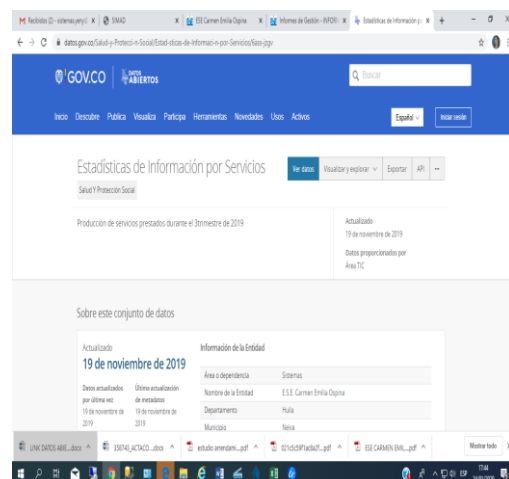 Recibidos (2) - sistemasyeryc(
SIMAD
ESE Carmen Emilia Ospina
Informes de Gestión - INFOR
Estadísticas de Información po
datos.gov.co/Salud-y-Protecci-n-Social/Estad-sticas-de-Informaci-n-por-Servicios/
GOV.CO
DATOS ABIERTOS
Buscar
Inicio Descubre Publica Visualiza Participa Herramientas Novedades Usos Activos
Español
Iniciar sesión
Estadísticas de Información por Servicios
Ver datos Visualizar y explorar Exportar API
Salud Y Protección Social
Producción de servicios prestados durante el 3trimestre de 2019
Actualizado
19 de noviembre de 2019
Datos proporcionados por
Área TIC
Sobre este conjunto de datos
Actualizado
19 de noviembre de 2019
Datos actualizados por última vez
19 de noviembre de 2019
Última actualización de metadatos
19 de noviembre de 2019
Información de la Entidad
Área o dependencia Sistemas
Nombre de la Entidad E.S.E. Carmen Emilia Ospina
Departamento Huila
Municipio Neiva
LINK DATOS ABIE....docx
358743_ACTACO....docx
estudio arrendami....pdf
ESE CARMEN EMIL....pdf
Mostrar todo
ESP
17:44